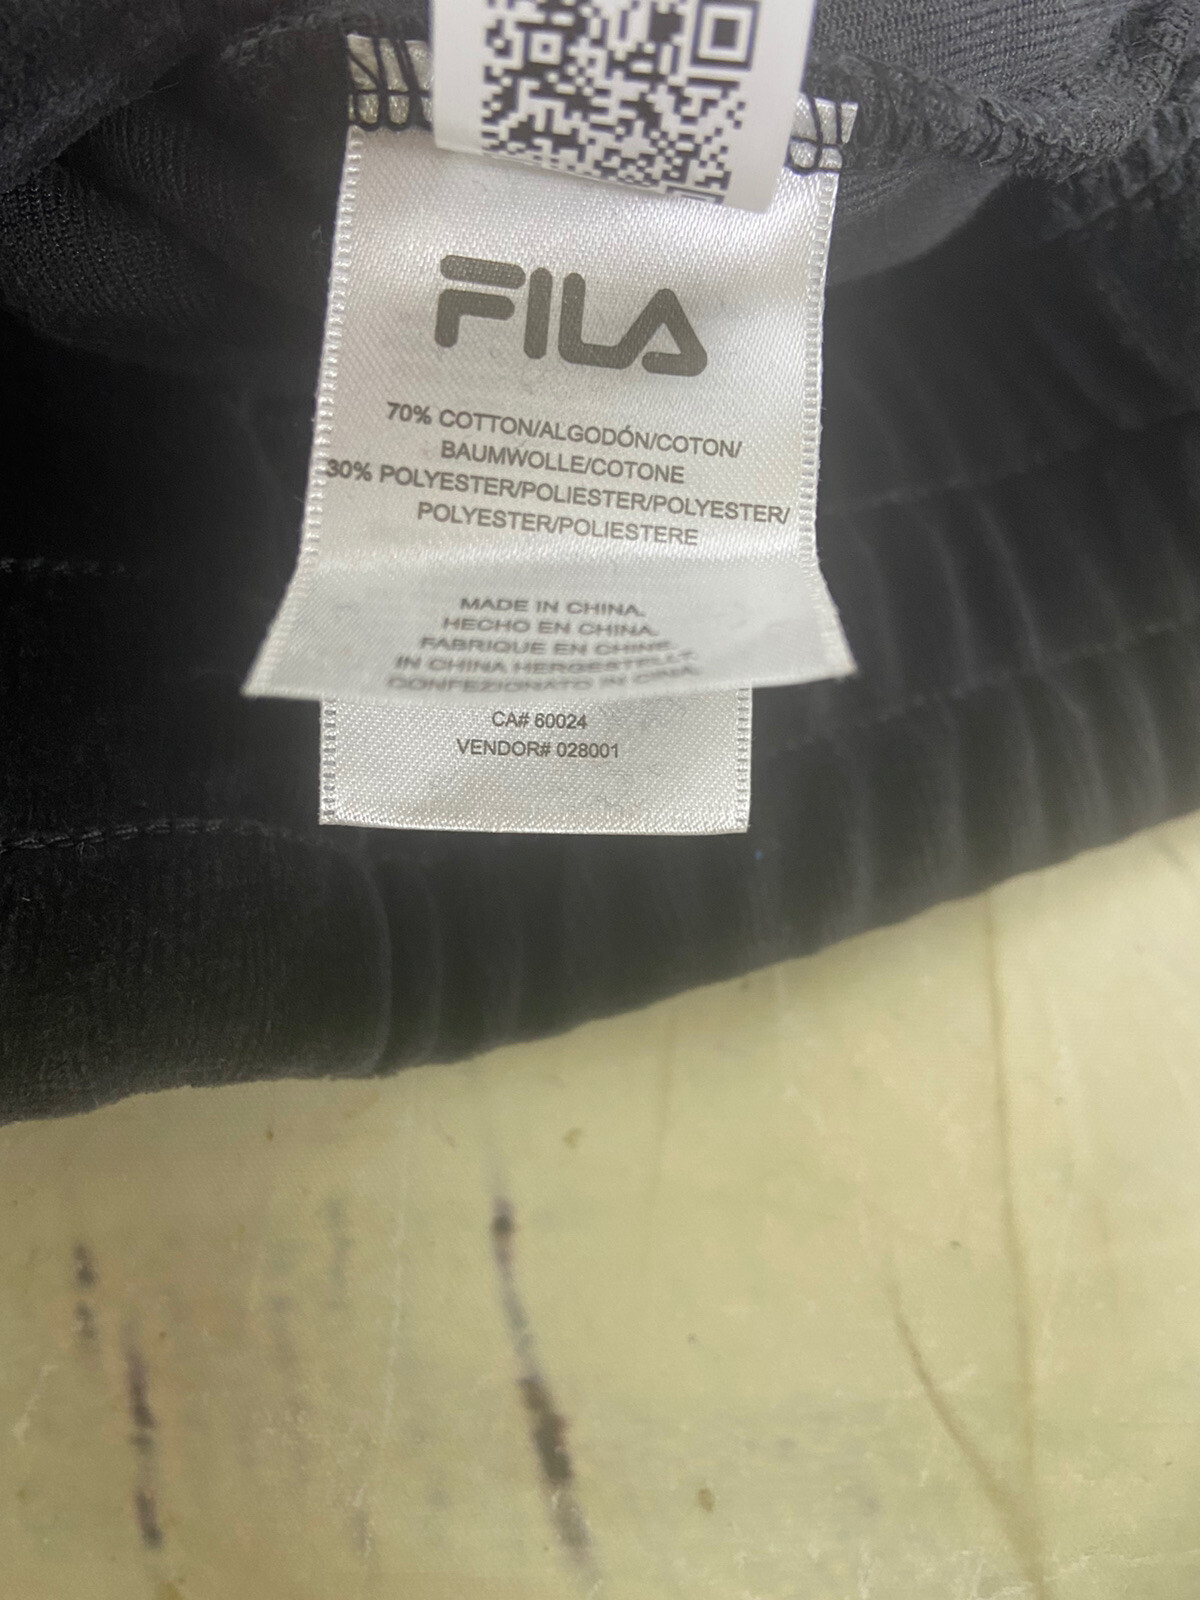 FILA
70% COTTON/ALGODÓN/COTON/
BAUMWOLLE/COTONE
30% POLYESTER/POLIESTER/POLYESTER/
POLYESTER/POLIESTERE
MADE IN CHINA.
HECHO EN CHINA.
FABRIQUE EN CHINE.
IN CHINA HERGESTELLT.
CONFEZIONATO IN CINA.
CA# 60024
VENDOR# 028001